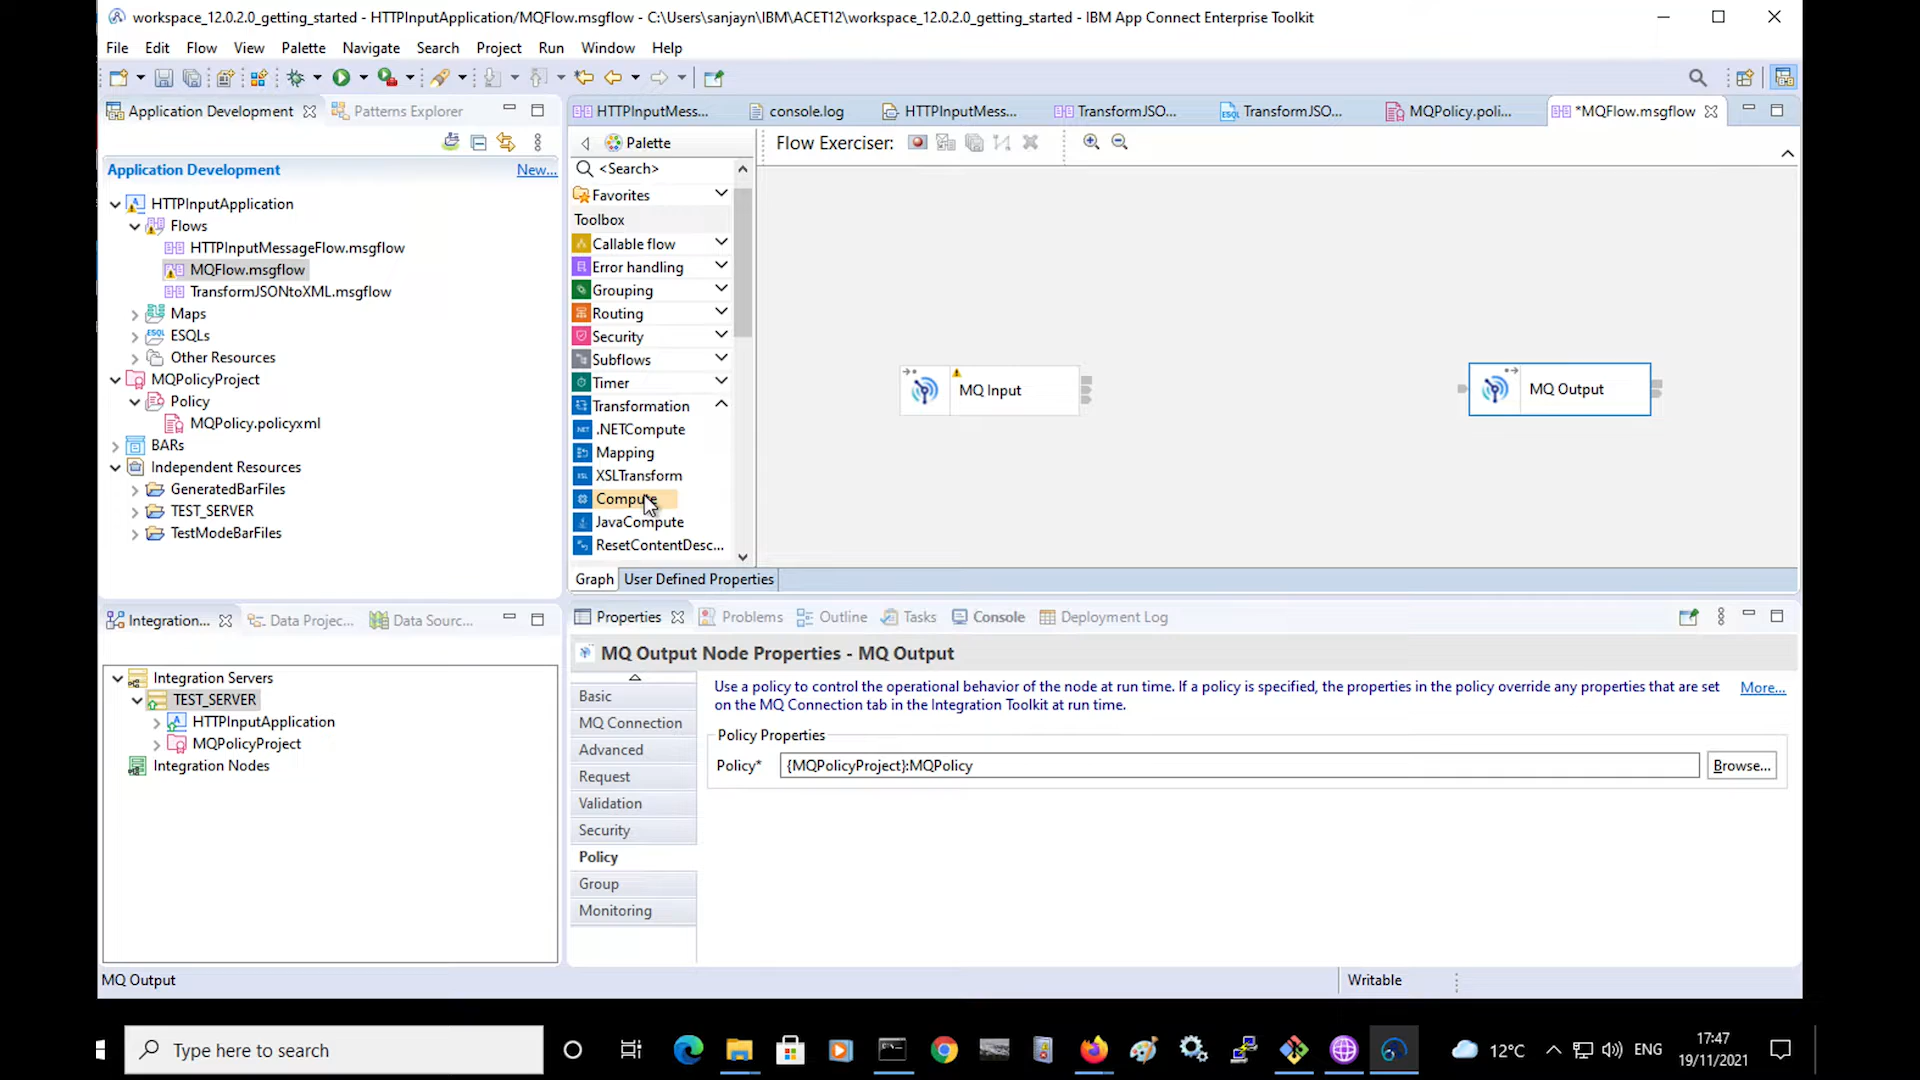 workspace_12.0.2.0_getting_started - HTTPInputApplication/MQFlow.msgflow - C:\Users\sanjayn\IBM\ACET12\workspace_12.0.2.0_getting_started - IBM App Connect Enterprise Toolkit
File Edit Flow View Palette Navigate Search Project Run Window Help
Application Development Patterns Explorer
Application Development New...
HTTPInputApplication
Flows
HTTPInputMessageFlow.msgflow
MQFlow.msgflow
TransformJSONtoXML.msgflow
Maps
ESQLs
Other Resources
MQPolicyProject
Policy
MQPolicy.policyxml
BARs
Independent Resources
GeneratedBarFiles
TEST_SERVER
TestModeBarFiles
HTTPInputMess... console.log HTTPInputMess... TransformJSO... TransformJSO... MQPolicy.poli... *MQFlow.msgflow
Palette
Flow Exerciser:
<Search>
Favorites
Toolbox
Callable flow
Error handling
Grouping
Routing
Security
Subflows
Timer
Transformation
.NETCompute
Mapping
XSLTransform
Compute
JavaCompute
ResetContentDesc...
MQ Input
MQ Output
Graph User Defined Properties
Integration... Data Projec... Data Sourc...
Integration Servers
TEST_SERVER
HTTPInputApplication
MQPolicyProject
Integration Nodes
Properties Problems Outline Tasks Console Deployment Log
MQ Output Node Properties - MQ Output
Basic
MQ Connection
Advanced
Request
Validation
Security
Policy
Group
Monitoring
Use a policy to control the operational behavior of the node at run time. If a policy is specified, the properties in the policy override any properties that are set More...
on the MQ Connection tab in the Integration Toolkit at run time.
Policy Properties
Policy* {MQPolicyProject}:MQPolicy Browse...
MQ Output Writable
Type here to search
12°C ENG 17:47
19/11/2021